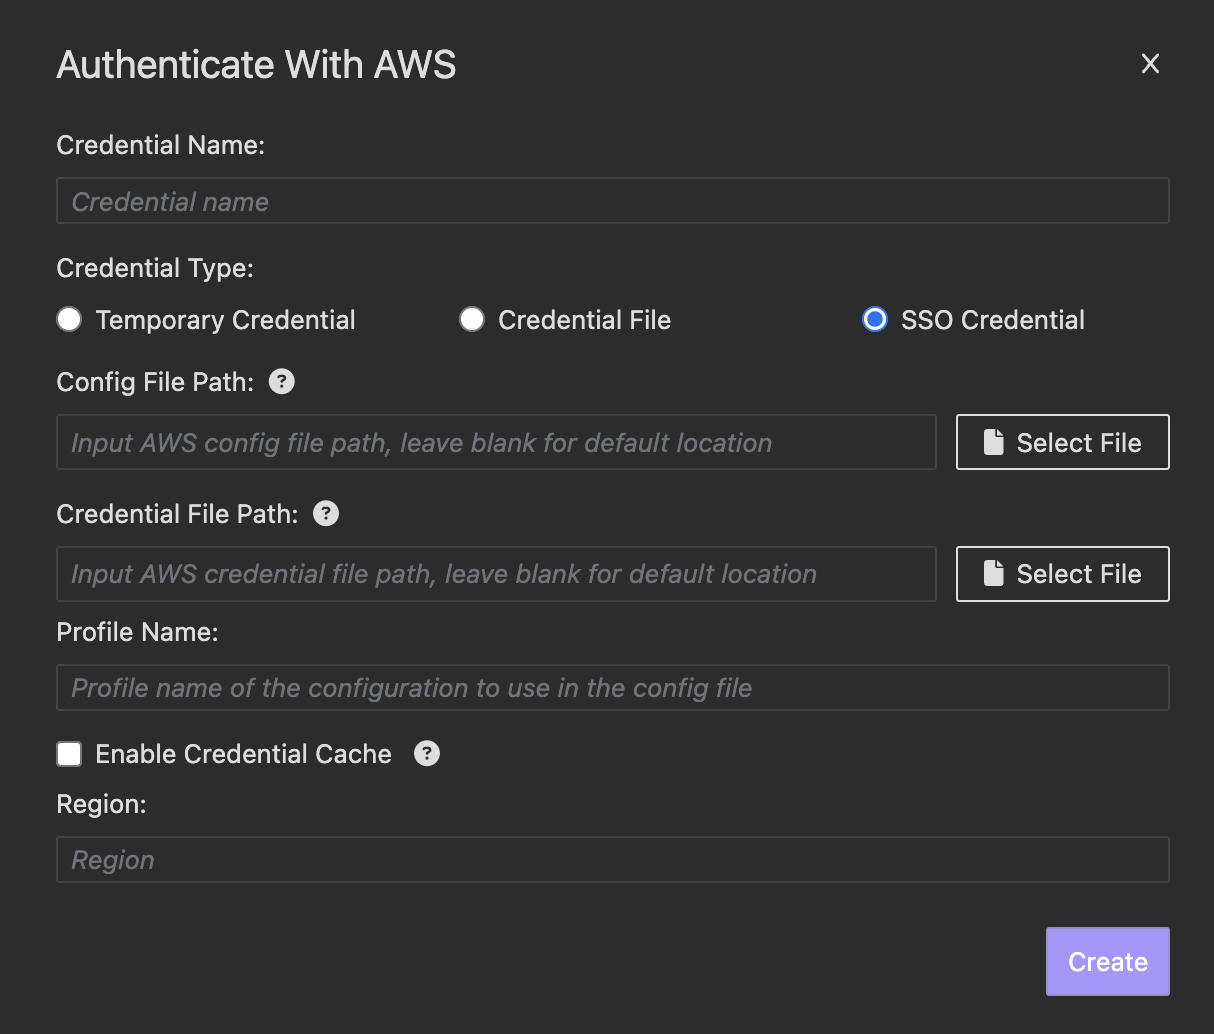 Authenticate With AWS
Credential Name:
Credential name
Credential Type:
Temporary Credential Credential File SSO Credential
Config File Path: ?
Input AWS config file path, leave blank for default location Select File
Credential File Path: ?
Input AWS credential file path, leave blank for default location Select File
Profile Name:
Profile name of the configuration to use in the config file
Enable Credential Cache ?
Region:
Region
Create